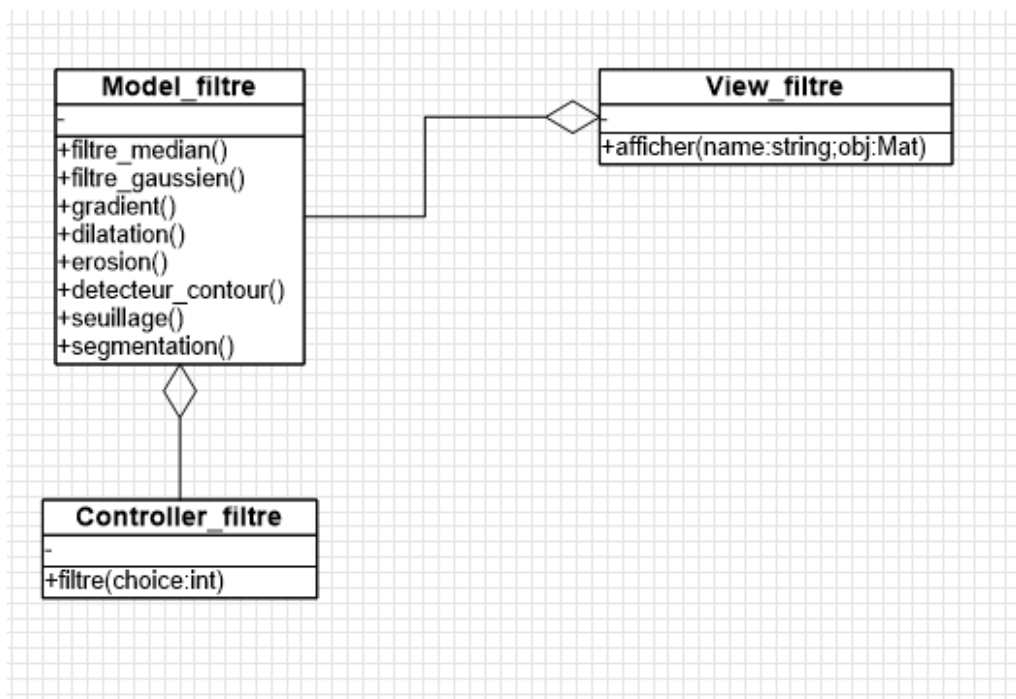 Model_filtre
-
+filtre_median()
+filtre_gaussien()
+gradient()
+dilatation()
+erosion()
+detecteur_contour()
+seuillage()
+segmentation()
View_filtre
-
+afficher(name:string;obj:Mat)
Controller_filtre
-
+filtre(choice:int)